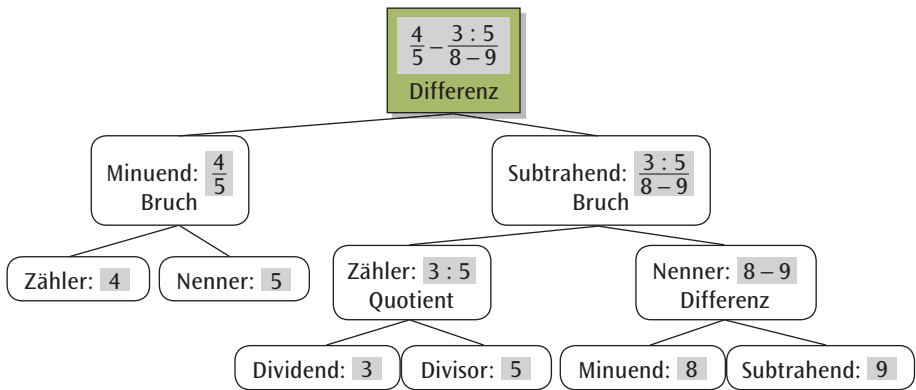 4/5 – 3 : 5/8 – 9
Differenz
Minuend: 4/5
Bruch
Subtrahend: 3 : 5/8 – 9
Bruch
Zähler: 4
Nenner: 5
Zähler: 3 : 5
Quotient
Nenner: 8 – 9
Differenz
Dividend: 3
Divisor: 5
Minuend: 8
Subtrahend: 9